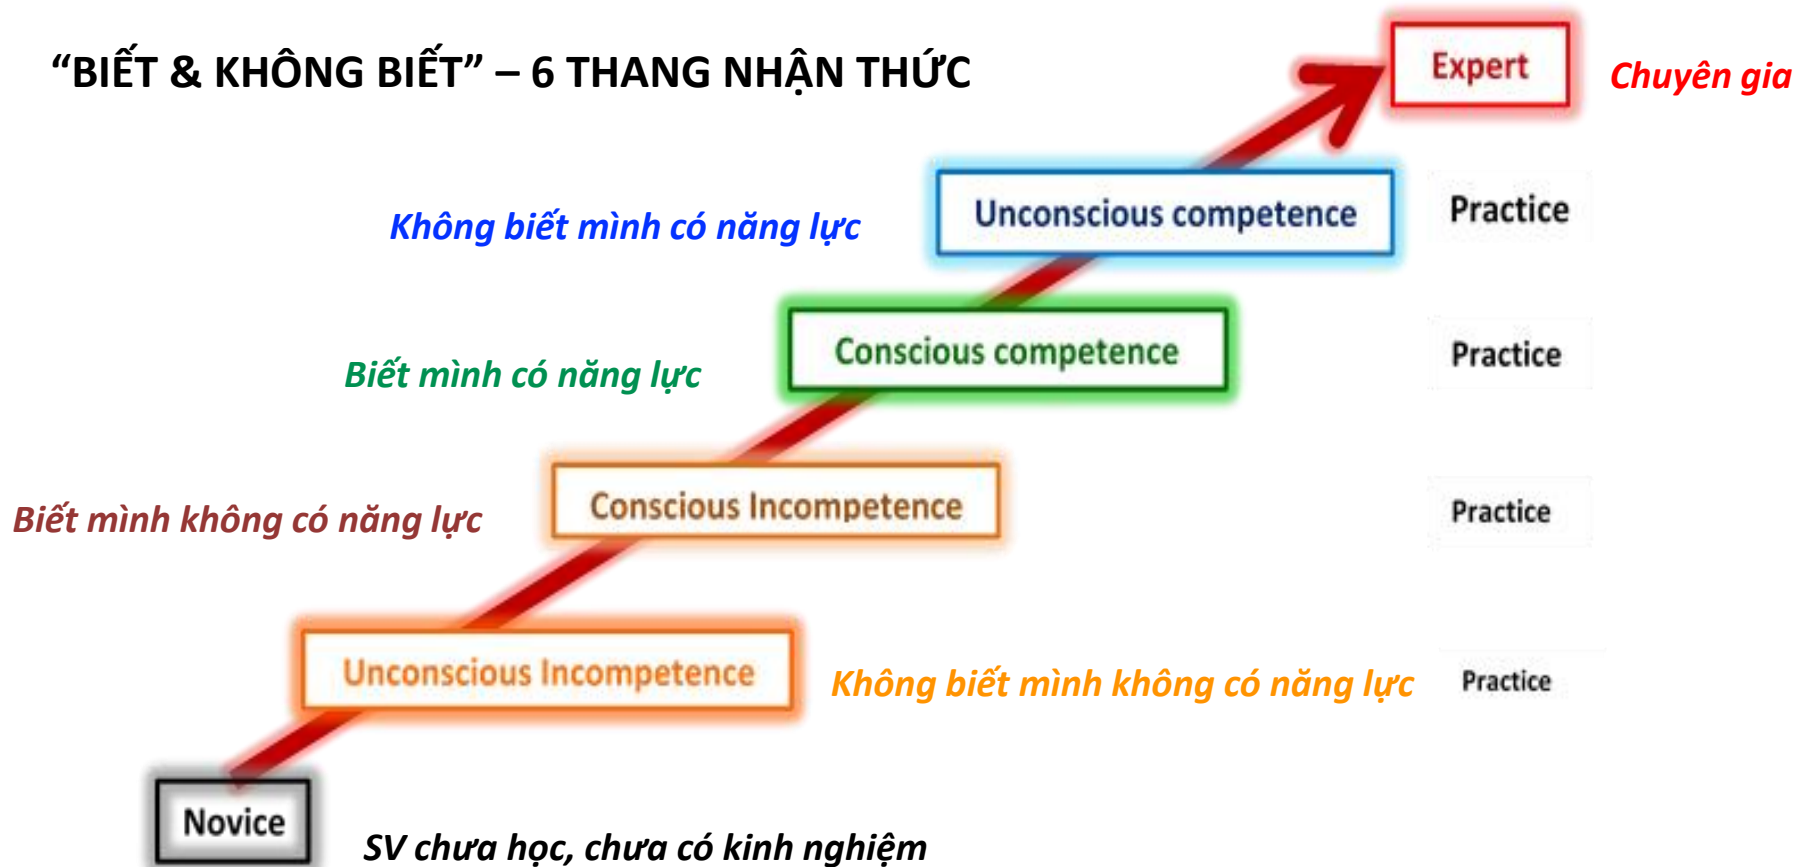 “BIẾT & KHÔNG BIẾT” – 6 THANG NHẬN THỨC
Expert
Chuyên gia
Không biết mình có năng lực
Unconscious competence
Practice
Biết mình có năng lực
Conscious competence
Practice
Biết mình không có năng lực
Conscious Incompetence
Practice
Unconscious Incompetence
Không biết mình không có năng lực
Practice
Novice
SV chưa học, chưa có kinh nghiệm